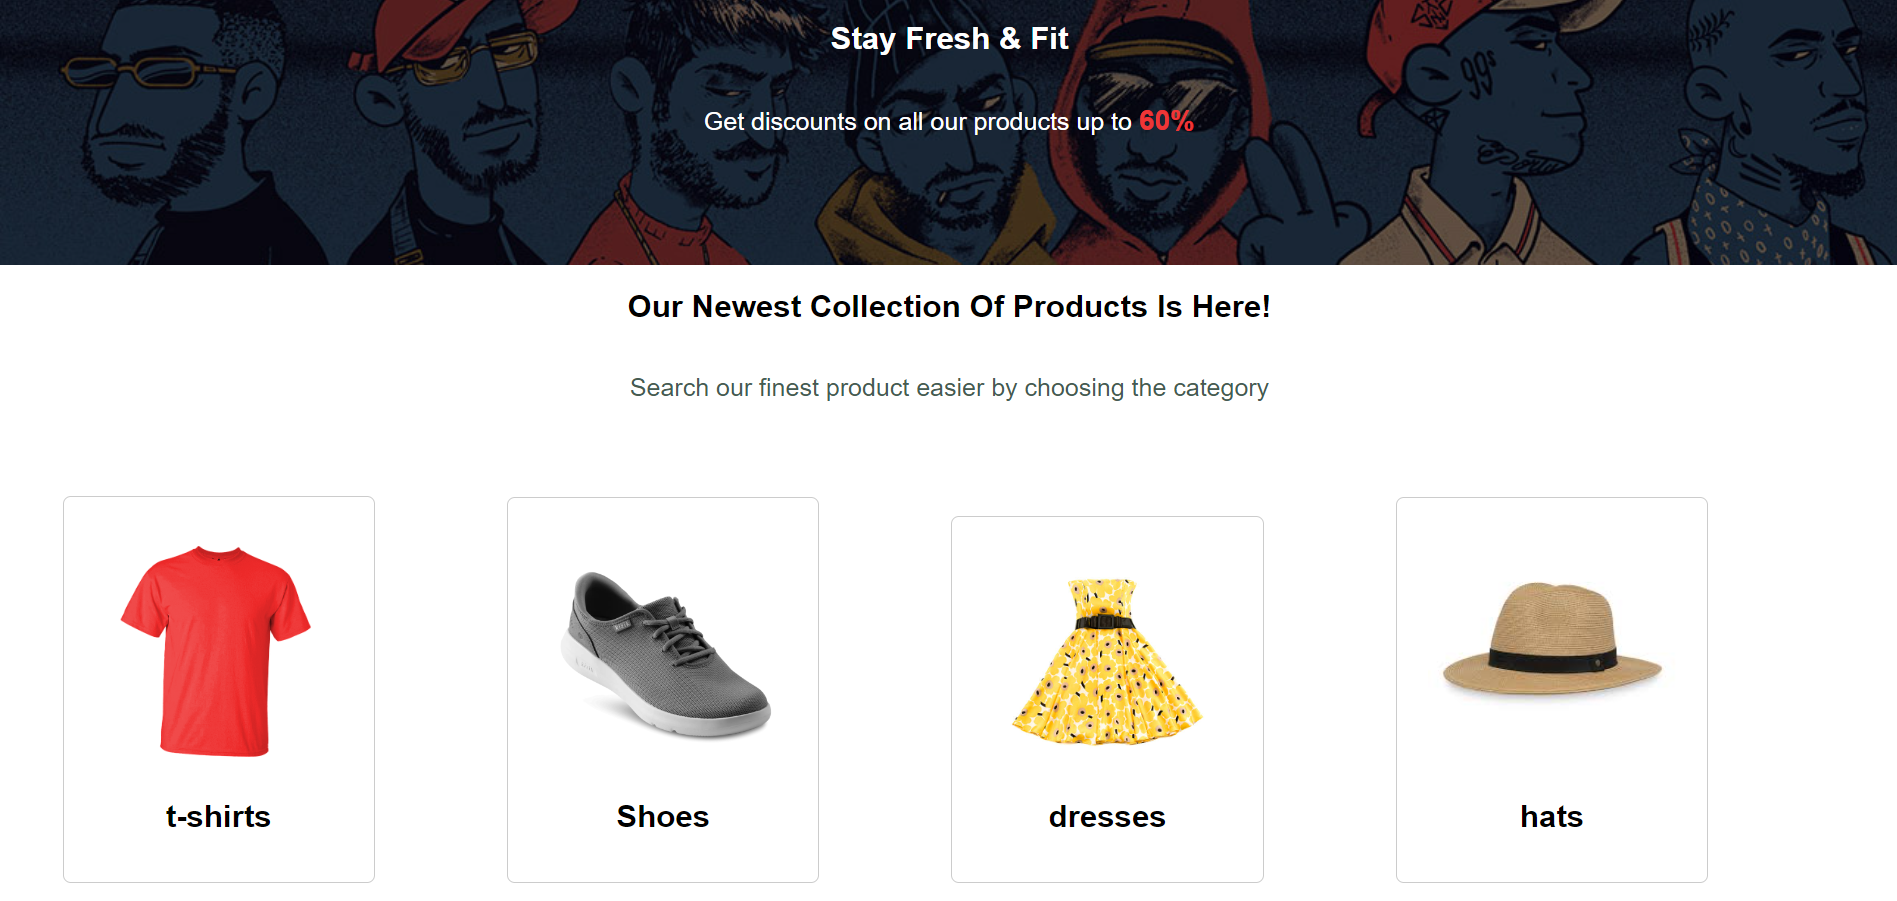 Stay Fresh & Fit
99s
Get discounts on all our products up to 60%
Our Newest Collection Of Products Is Here!
Search our finest product easier by choosing the category
t-shirts
Shoes
dresses
hats